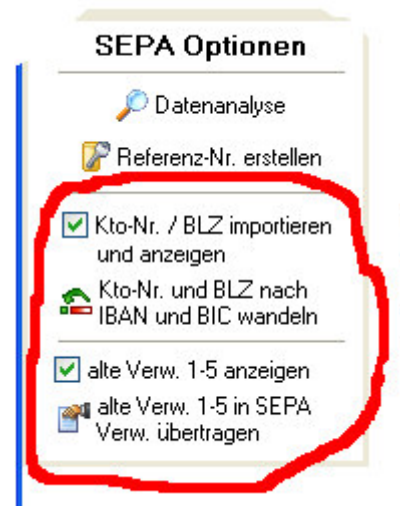 SEPA Optionen
Datenanalyse
Referenz-Nr. erstellen
Kto-Nr. / BLZ importieren
und anzeigen
Kto-Nr. und BLZ nach
IBAN und BIC wandeln
alte Verw. 1-5 anzeigen
alte Verw. 1-5 in SEPA
Verw. übertragen